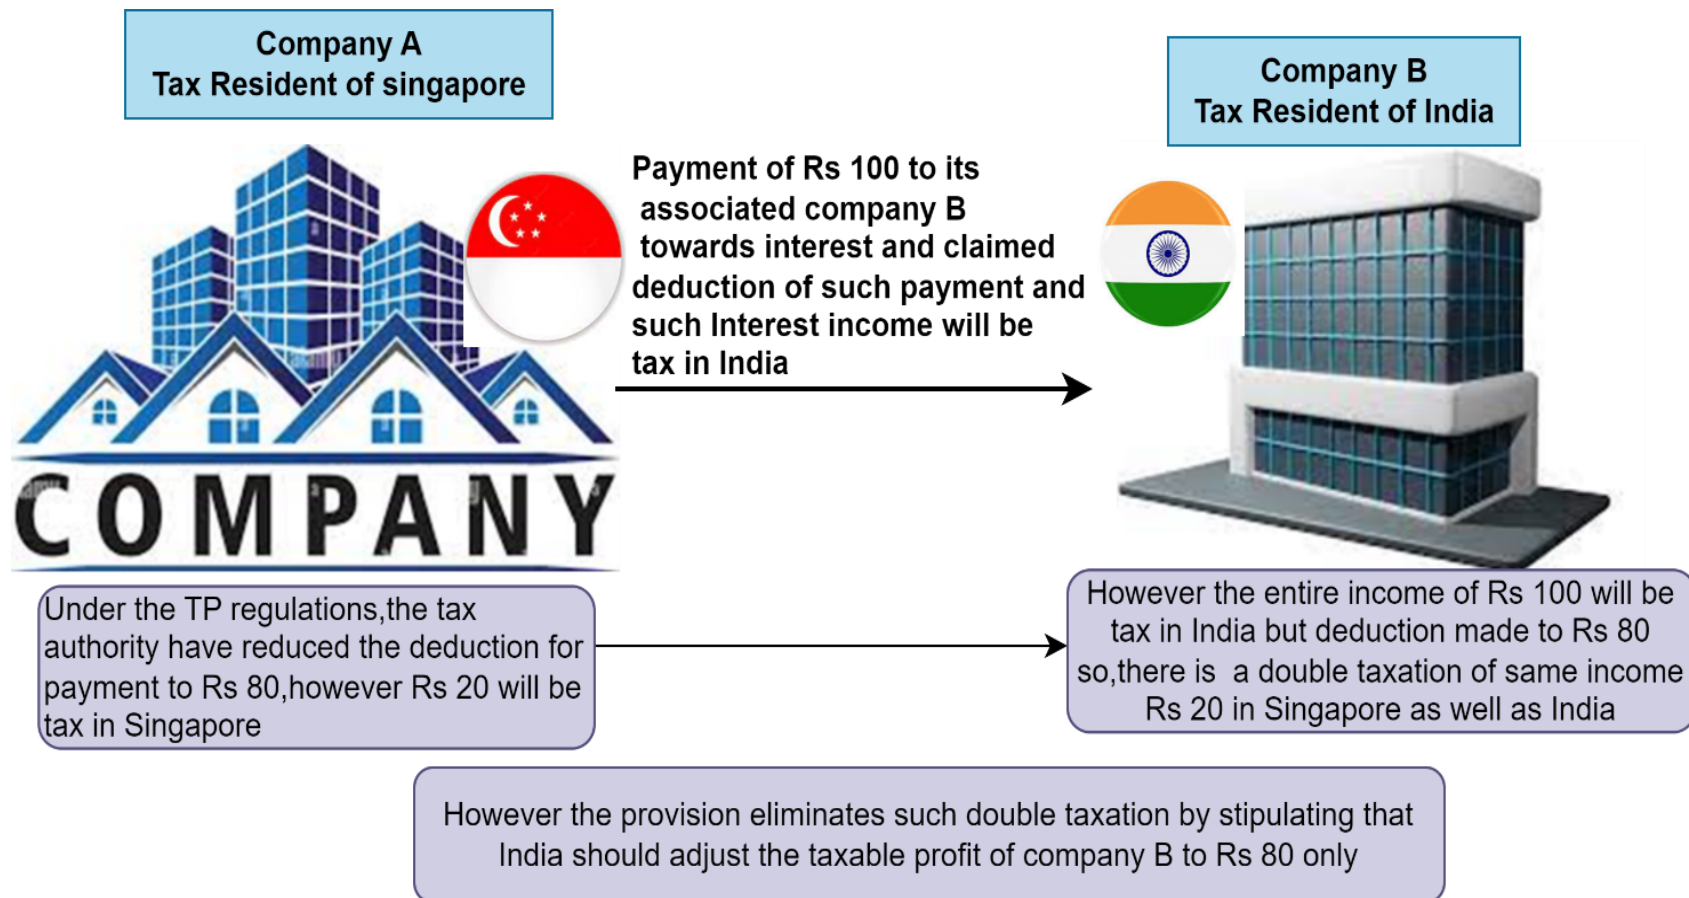 Company A
Tax Resident of singapore
Company B
Tax Resident of India
Payment of Rs 100 to its
associated company B
towards interest and claimed
deduction of such payment and
such Interest income will be
tax in India
COMPANY
Under the TP regulations,the tax
authority have reduced the deduction for
payment to Rs 80,however Rs 20 will be
tax in Singapore
However the entire income of Rs 100 will be
tax in India but deduction made to Rs 80
so,there is a double taxation of same income
Rs 20 in Singapore as well as India
However the provision eliminates such double taxation by stipulating that
India should adjust the taxable profit of company B to Rs 80 only